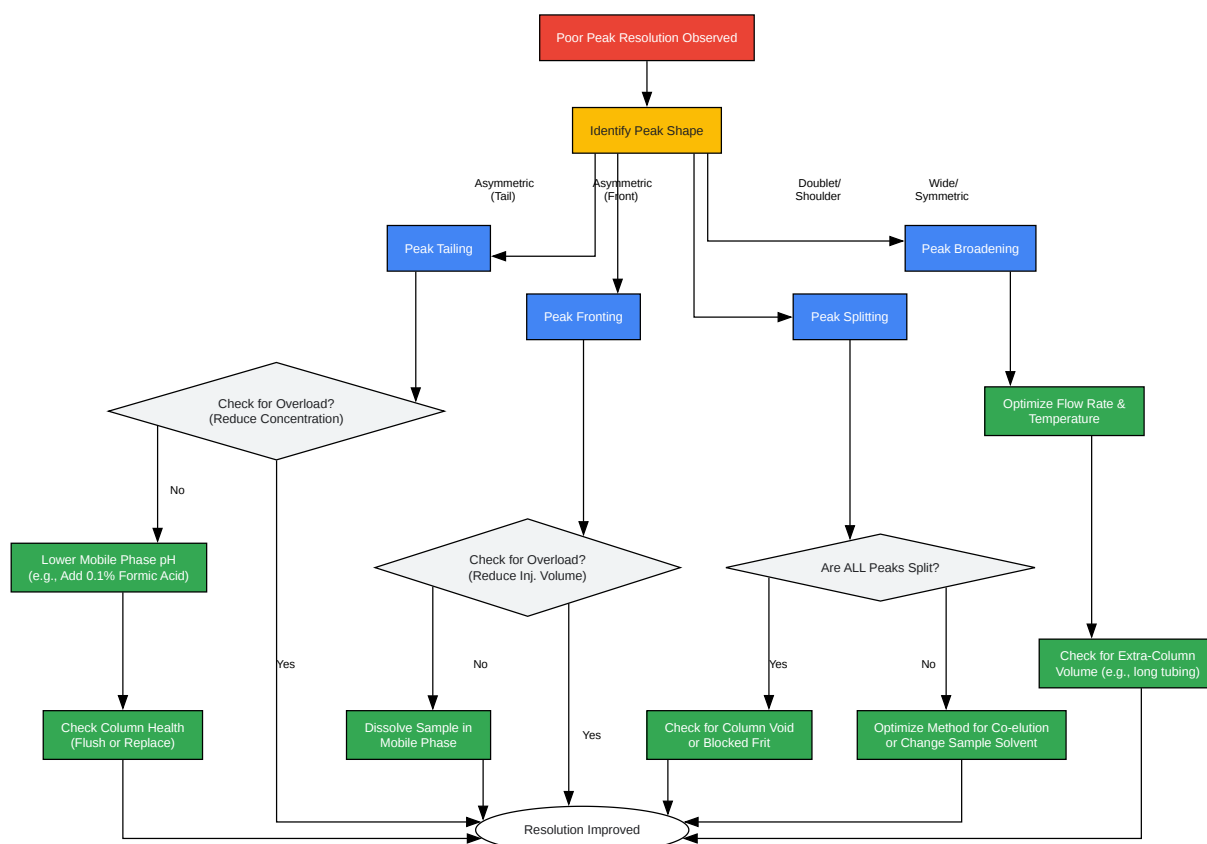 Poor Peak Resolution Observed
Identify Peak Shape
Asymmetric
(Tail)
Asymmetric
(Front)
Doublet/
Shoulder
Wide/
Symmetric
Peak Tailing
Peak Broadening
Peak Fronting
Peak Splitting
Check for Overload?
(Reduce Concentration)
Optimize Flow Rate &
Temperature
No
Lower Mobile Phase pH
(e.g., Add 0.1% Formic Acid)
Check for Overload?
(Reduce Inj. Volume)
Are ALL Peaks Split?
Yes
No
Yes
No
Check for Extra-Column
Volume (e.g., long tubing)
Check Column Health
(Flush or Replace)
Dissolve Sample in
Mobile Phase
Yes
Check for Column Void
or Blocked Frit
Optimize Method for Co-elution
or Change Sample Solvent
Resolution Improved